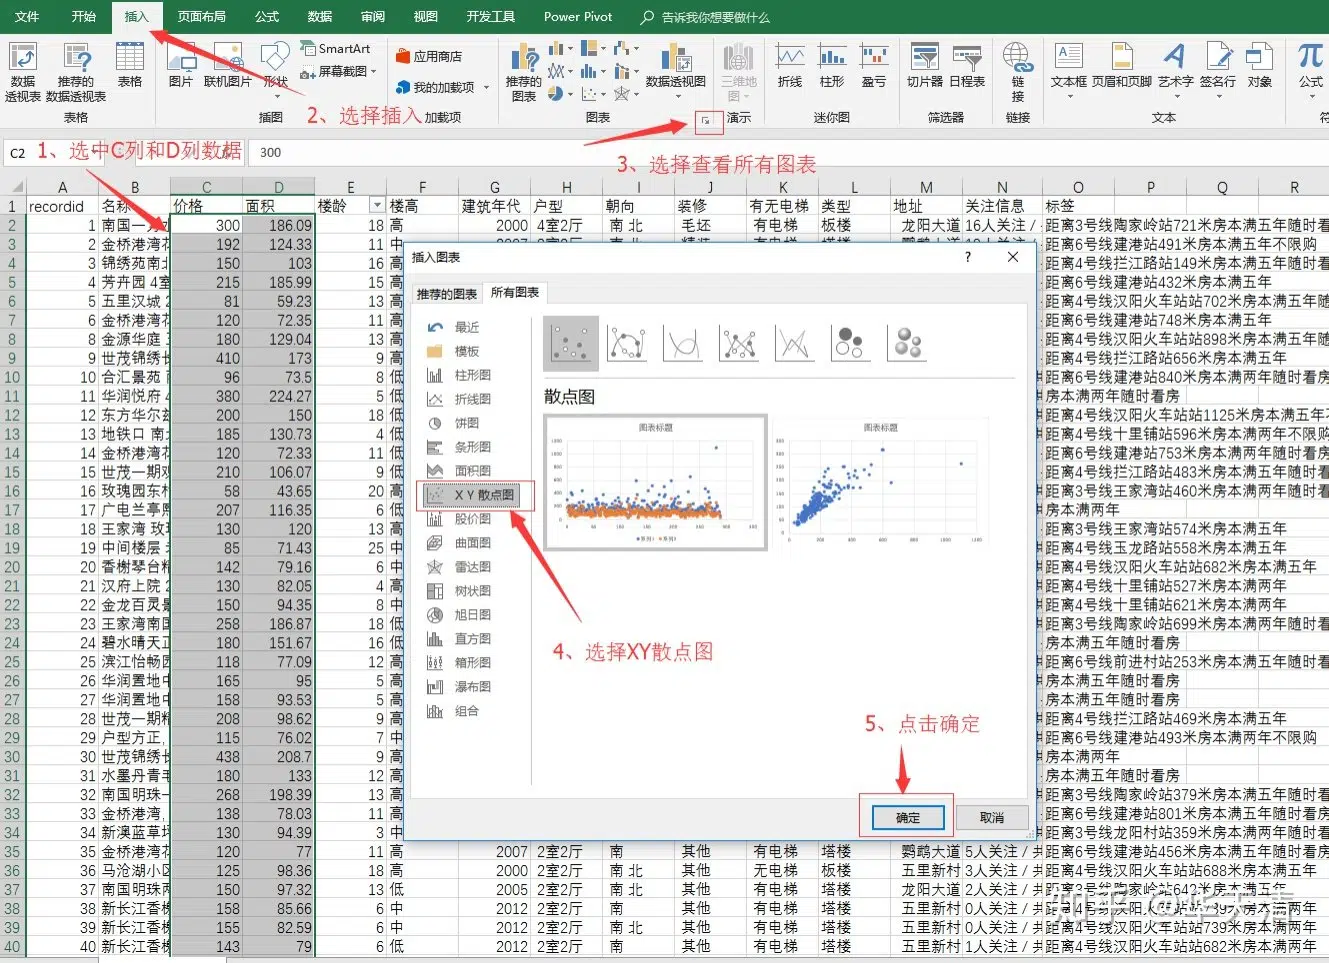 文件 开始 插入 页面布局 公式 数据 审阅 视图 开发工具 Power Pivot 告诉我你想要做什么
数据 透视表 推荐的 数据透视表 表格 图片 联机图片 形状 SmartArt 屏幕截图 应用商店 我的加载项 推荐的 图表 数据透视图 三维地 图 折线 柱形 盈亏 切片器 日程表 链 接 文本框 页眉和页脚 艺术字 签名行 对象 公式
表格 插图 加载项 图表 演示 迷你图 筛选器 链接 文本
2、选择插入
3、选择查看所有图表
C2 1、选中C列和D列数据 300
A B C D E F G H I J K L M N O P Q R
1 recordid 名称 价格 面积 楼龄 楼高 建筑年代 户型 朝向 装修 有无电梯 类型 地址 关注信息 标签
2 1 300 186.09 18 高 2000 4室2厅 南 北 毛坯 有电梯 板楼 龙阳大道 16人关注 / 距离3号线陶家岭站721米房本满五年随时看
3 2 金桥港湾花 192 124.33 11 中 距离6号线建港站491米房本满五年不限购
4 3 锦绣苑南北 150 103 16 高 距离4号线拦江路站149米房本满五年随时看
5 4 芳卉园 4室 215 185.99 15 高 距离6号线建港站432米房本满五年
6 5 五里汉城 2 81 59.23 13 高 距离4号线汉阳火车站站702米房本满五年随
7 6 金桥港湾花 120 72.35 11 高 距离6号线建港站748米房本满五年
8 7 金源华庭 180 129.04 13 高 距离4号线汉阳火车站站898米房本满五年随
9 8 世茂锦绣长 410 173 9 高 距离4号线拦江路站656米房本满五年
10 10 合汇景苑 96 73.5 8 低 距离6号线建港站840米房本满两年随时看房
11 11 华润悦府 380 224.27 5 低 房本满两年随时看房
12 12 东方华尔兹 200 150 18 低 距离4号线汉阳火车站站1125米房本满五年
13 13 地铁口 南北 185 130.73 4 低 距离4号线十里铺站596米房本满两年不限购
14 14 金桥港湾花 120 72.33 11 低 距离6号线建港站753米房本满两年随时看房
15 15 世茂一期观 210 106.07 9 低 距离4号线拦江路站483米房本满两年随时看
16 16 玫瑰园东村 58 43.65 20 高 距离3号线王家湾站460米房本满两年随时看
17 17 广电兰亭熙 207 116.35 6 低 房本满两年
18 18 王家湾 130 120 13 高 距离3号线王家湾站574米房本满五年
19 19 中间楼层 85 71.43 25 中 距离4号线玉龙路站558米房本满五年
20 20 香榭琴台 142 79.16 6 中 距离4号线汉阳火车站站682米房本满五年
21 21 汉府上院 2 130 82.05 4 高 距离4号线十里铺站527米房本满两年
22 22 金龙百灵景 150 94.35 8 中 距离4号线十里铺站621米房本满两年
23 23 王家湾南国 258 186.87 18 低 距离3号线陶家岭站699米房本满五年随时看
24 24 碧水晴天正 180 151.67 16 低 房本满五年随时看房
25 25 滨江怡畅园 118 77.09 12 高 距离6号线前进村站253米房本满五年随时看
26 26 华润置地中 165 95 5 高 房本满五年随时看房
27 27 华润置地中 158 93.53 5 高 房本满五年随时看房
28 28 世茂一期精 208 98.62 9 高 距离4号线拦江路站469米房本满五年
29 29 户型方正, 115 76.02 7 中 距离6号线建港站493米房本满两年不限购
30 30 世茂锦绣长 438 208.7 9 高 房本满两年
31 31 水墨丹青 180 133 12 高 房本满五年随时看房
32 32 南国明珠一 268 198.39 13 高 距离3号线陶家岭站379米房本满五年随时看
33 33 金桥港湾, 138 78.03 11 高 距离6号线建港站801米房本满五年随时看房
34 34 新澳蓝草坪 130 94.39 3 中 距离3号线龙阳村站359米房本满两年随时看
35 35 金桥港湾花 120 77 11 高 2007 2室2厅 南 其他 有电梯 塔楼 鹦鹉大道 5人关注 / 距离6号线建港站456米房本满五年随时看房
36 36 马沧湖小区 125 98.36 18 高 2000 2室2厅 南 北 其他 无电梯 板楼 五里新村 3人关注 / 距离4号线汉阳火车站站688米房本满五年
37 37 南国明珠两 150 97.32 13 低 2005 2室2厅 南 其他 有电梯 塔楼 龙阳大道 2人关注 / 距离3号线陶家岭站642米房本满五年
38 38 新长江香榭 158 85.66 6 中 2012 2室2厅 南 其他 有电梯 塔楼 五里新村 0人关注 / 距离4号线汉阳火车站站739米房本满两年
39 39 新长江香榭 155 82.59 6 中 2012 2室2厅 南 北 其他 有电梯 塔楼 五里新村 0人关注 / 距离4号线汉阳火车站站739米房本满五年
40 40 新长江香榭 143 79 6 低 2012 2室2厅 南 其他 有电梯 塔楼 五里新村 1人关注 / 距离4号线汉阳火车站站682米房本满两年
插入图表 ?
推荐的图表 所有图表
最近
模板
柱形图
折线图
饼图
条形图
面积图
X Y 散点图
股价图
曲面图
雷达图
树状图
旭日图
直方图
箱形图
瀑布图
组合
散点图
图表标题
图表标题
4、选择XY散点图
5、点击确定
确定 取消
知乎